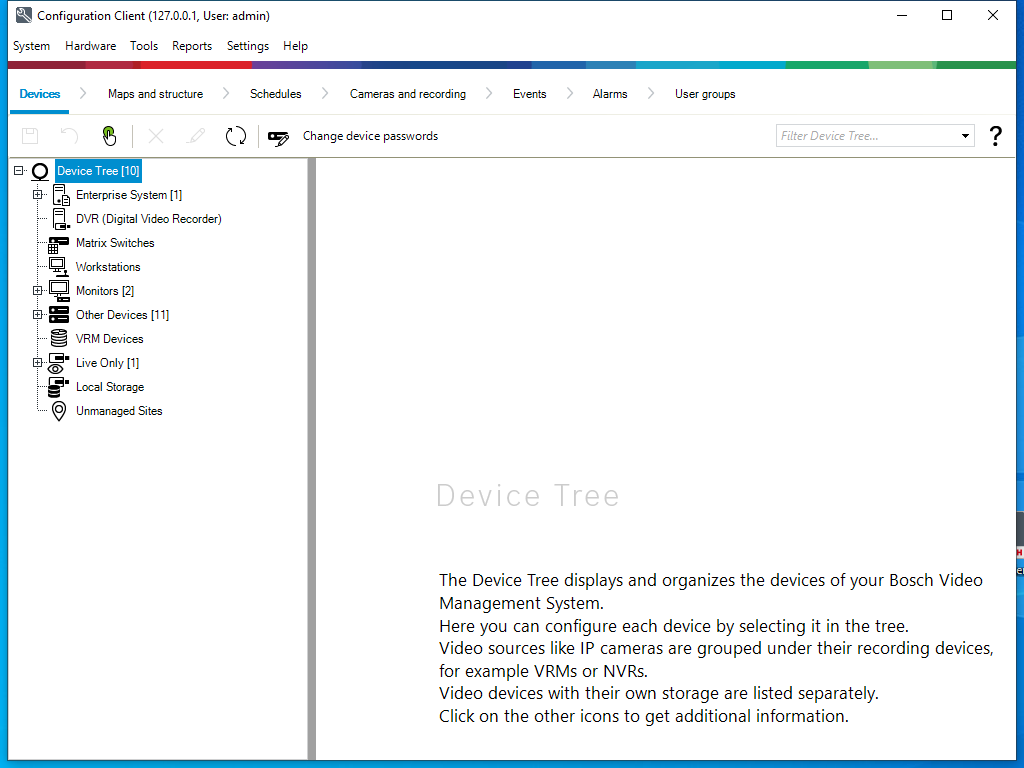 Configuration Client (127.0.0.1, User: admin)
System Hardware Tools Reports Settings Help
Devices Maps and structure Schedules Cameras and recording Events Alarms User groups
Change device passwords Filter Device Tree... ?
Device Tree [10]
Enterprise System [1]
DVR (Digital Video Recorder)
Matrix Switches
Workstations
Monitors [2]
Other Devices [11]
VRM Devices
Live Only [1]
Local Storage
Unmanaged Sites
Device Tree
The Device Tree displays and organizes the devices of your Bosch Video
Management System.
Here you can configure each device by selecting it in the tree.
Video sources like IP cameras are grouped under their recording devices,
for example VRMs or NVRs.
Video devices with their own storage are listed separately.
Click on the other icons to get additional information.